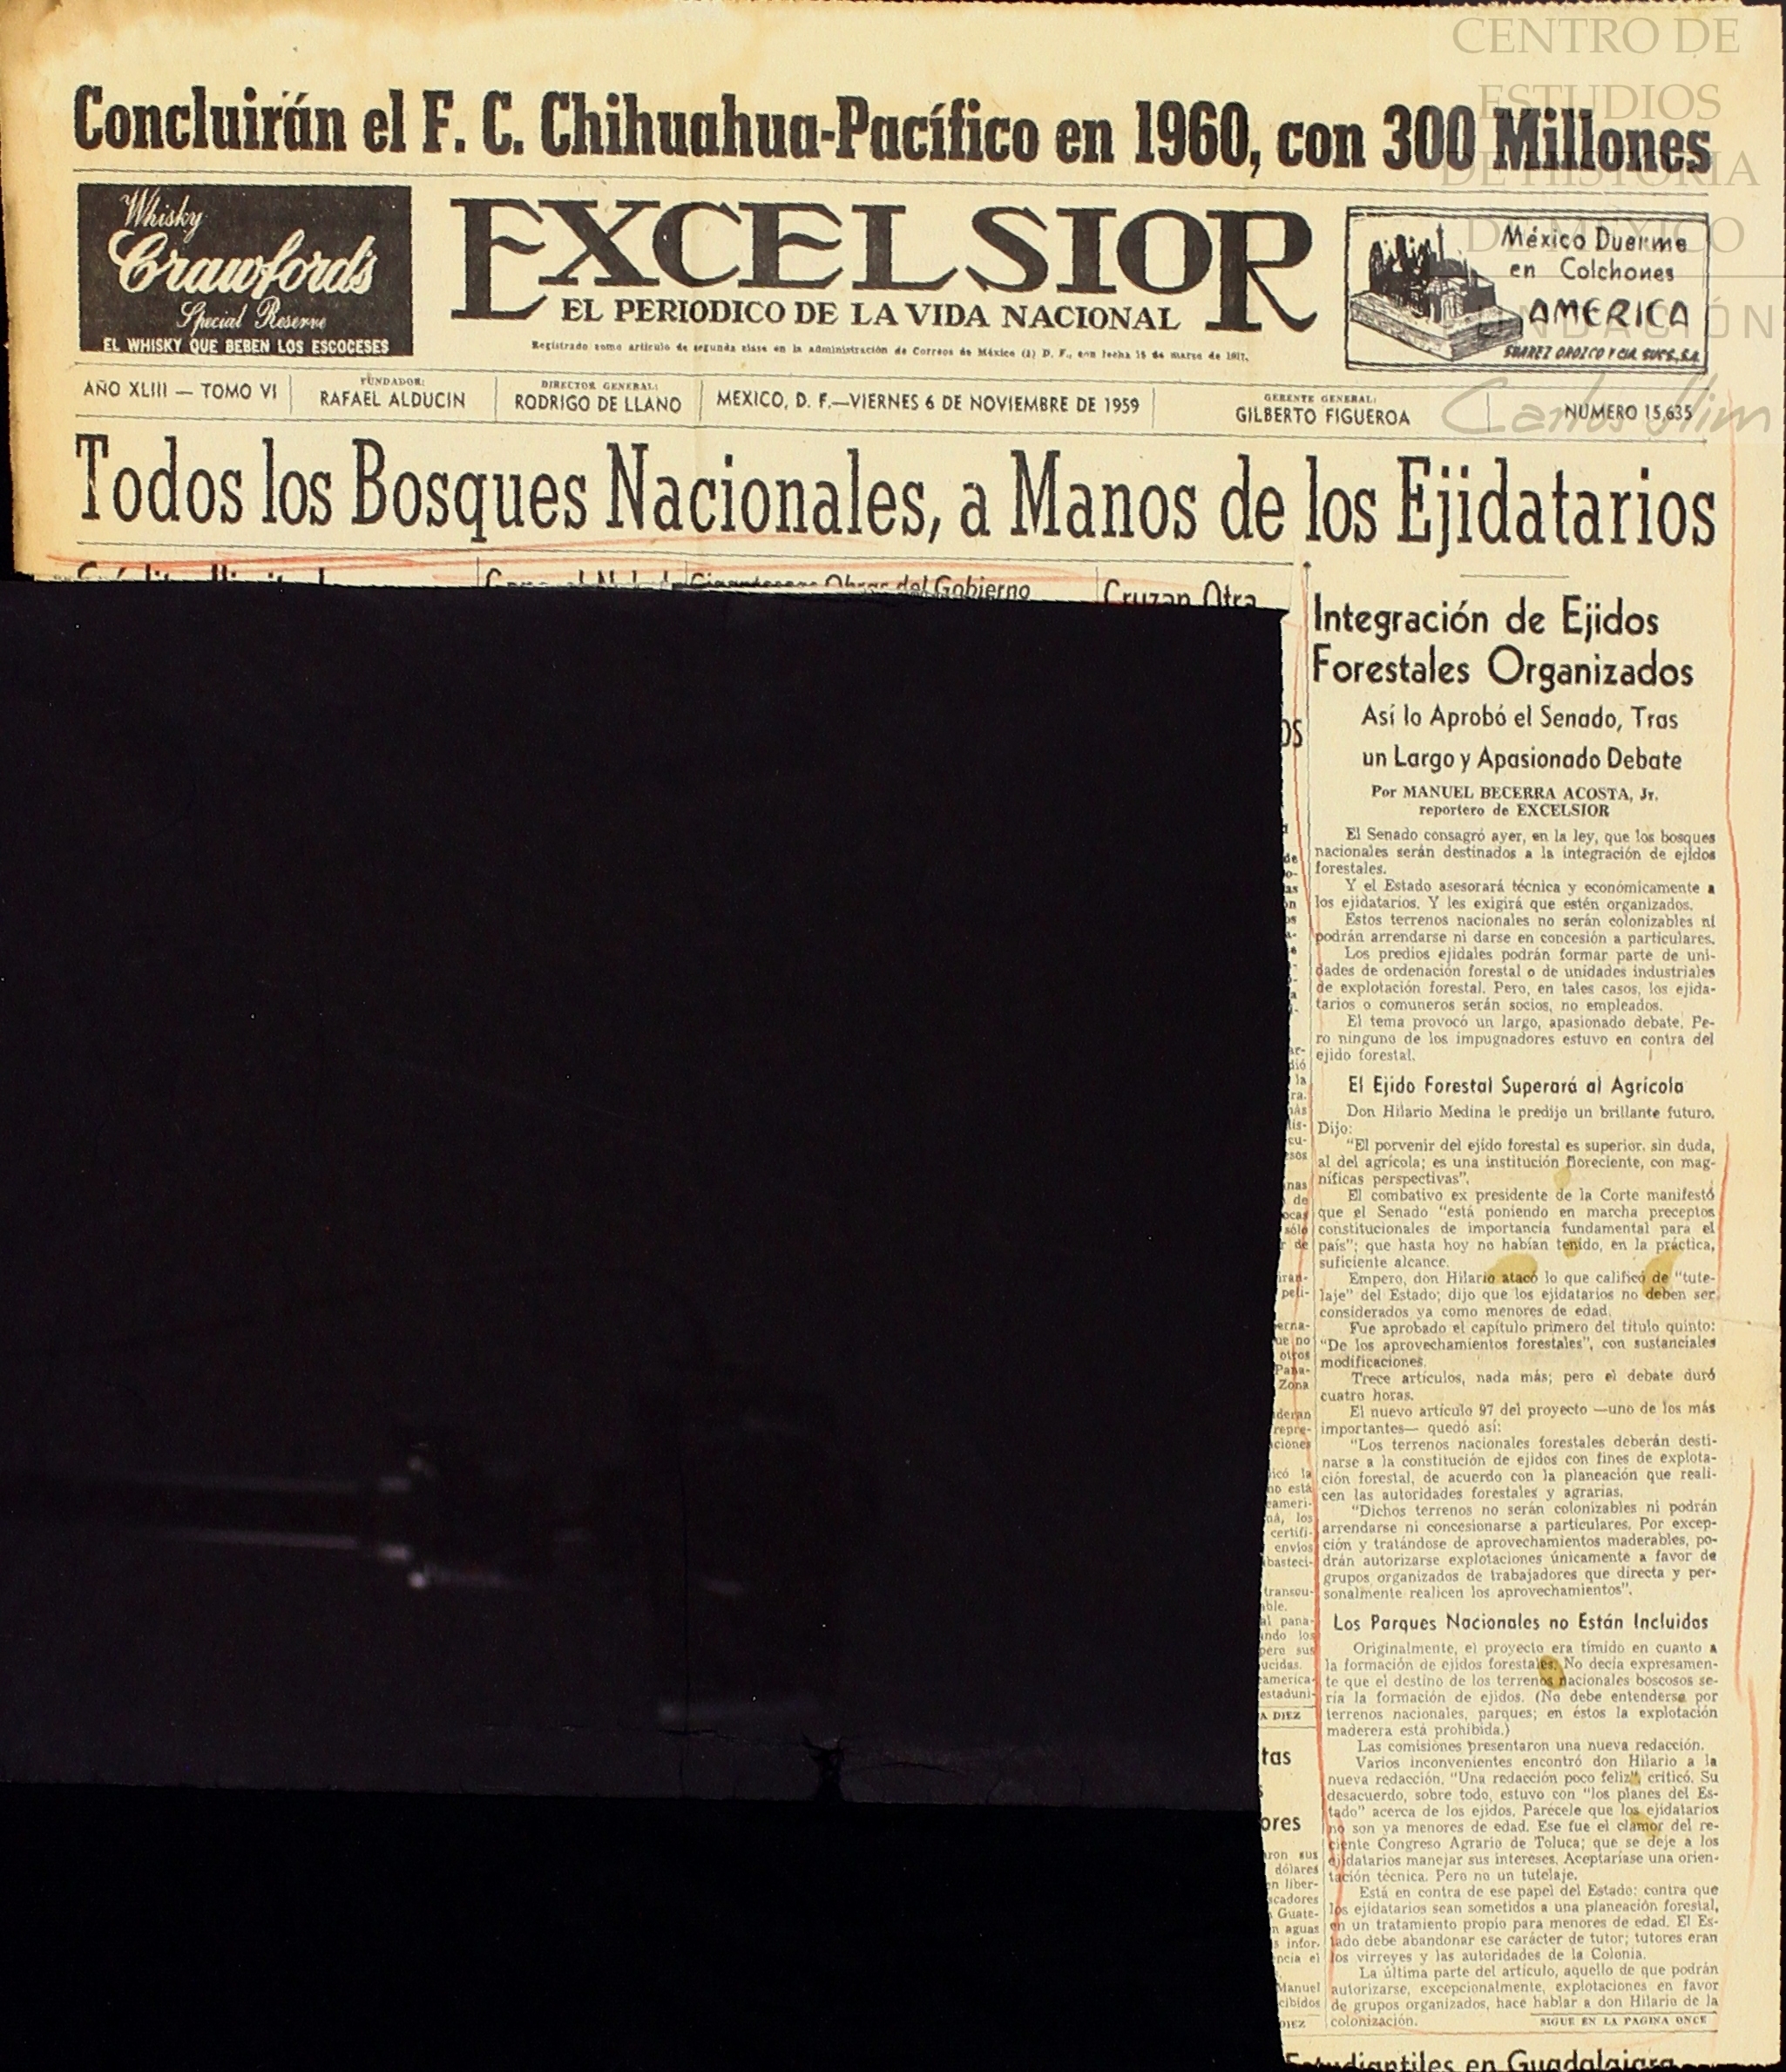 CENTRO DE
ESTUDIOS
DE HISTORIA
DE MÉXICO
FUNDACIÓN
Carlos Slim
Concluirán el F. C. Chihuahua-Pacífico en 1960, con 300 Millones
Whisky
Crawford's
Special Reserve
EL WHISKY QUE BEBEN LOS ESCOCESES
EXCELSIOR
EL PERIODICO DE LA VIDA NACIONAL
Registrado como artículo de segunda clase en la administración de Correos de México (1) D. F., con fecha 15 de marzo de 1917.
México Duerme
en Colchones
AMERICA
SUAREZ OROZCO Y CIA. SUCS., S.A.
AÑO XLIII — TOMO VI
FUNDADOR:
RAFAEL ALDUCIN
DIRECTOR GENERAL:
RODRIGO DE LLANO
MEXICO, D. F.—VIERNES 6 DE NOVIEMBRE DE 1959
GERENTE GENERAL:
GILBERTO FIGUEROA
NUMERO 15,635
Todos los Bosques Nacionales, a Manos de los Ejidatarios
Obras del Gobierno
Cruzan Otra
Integración de Ejidos
Forestales Organizados
Así lo Aprobó el Senado, Tras
un Largo y Apasionado Debate
Por MANUEL BECERRA ACOSTA, Jr.
reportero de EXCELSIOR
El Senado consagró ayer, en la ley, que los bosques
nacionales serán destinados a la integración de ejidos
forestales.
Y el Estado asesorará técnica y económicamente a
los ejidatarios. Y les exigirá que estén organizados.
Estos terrenos nacionales no serán colonizables ni
podrán arrendarse ni darse en concesión a particulares.
Los predios ejidales podrán formar parte de uni-
dades de ordenación forestal o de unidades industriales
de explotación forestal. Pero, en tales casos, los ejida-
tarios o comuneros serán socios, no empleados.
El tema provocó un largo, apasionado debate. Pe-
ro ninguno de los impugnadores estuvo en contra del
ejido forestal.
El Ejido Forestal Superará al Agrícola
Don Hilario Medina le predijo un brillante futuro.
Dijo:
"El porvenir del ejido forestal es superior, sin duda,
al del agrícola; es una institución floreciente, con mag-
níficas perspectivas".
El combativo ex presidente de la Corte manifestó
que el Senado "está poniendo en marcha preceptos
constitucionales de importancia fundamental para el
país"; que hasta hoy no habían tenido, en la práctica,
suficiente alcance.
Empero, don Hilario atacó lo que calificó de "tute-
laje" del Estado; dijo que los ejidatarios no deben ser
considerados ya como menores de edad.
Fue aprobado el capítulo primero del título quinto:
"De los aprovechamientos forestales", con sustanciales
modificaciones.
Trece artículos, nada más; pero el debate duró
cuatro horas.
El nuevo artículo 97 del proyecto —uno de los más
importantes— quedó así:
"Los terrenos nacionales forestales deberán desti-
narse a la constitución de ejidos con fines de explota-
ción forestal, de acuerdo con la planeación que reali-
cen las autoridades forestales y agrarias.
"Dichos terrenos no serán colonizables ni podrán
arrendarse ni concesionarse a particulares. Por excep-
ción y tratándose de aprovechamientos maderables, po-
drán autorizarse explotaciones únicamente a favor de
grupos organizados de trabajadores que directa y per-
sonalmente realicen los aprovechamientos".
Los Parques Nacionales no Están Incluidos
Originalmente, el proyecto era tímido en cuanto a
la formación de ejidos forestales. No decía expresamen-
te que el destino de los terrenos nacionales boscosos se-
ría la formación de ejidos. (No debe entenderse por
terrenos nacionales, parques; en éstos la explotación
maderera está prohibida.)
Las comisiones presentaron una nueva redacción.
Varios inconvenientes encontró don Hilario a la
nueva redacción. "Una redacción poco feliz", criticó. Su
desacuerdo, sobre todo, estuvo con "los planes del Es-
tado" acerca de los ejidos. Parécele que los ejidatarios
no son ya menores de edad. Ese fue el clamor del re-
ciente Congreso Agrario de Toluca; que se deje a los
ejidatarios manejar sus intereses. Aceptaríase una orien-
tación técnica. Pero no un tutelaje.
Está en contra de ese papel del Estado; contra que
los ejidatarios sean sometidos a una planeación forestal,
en un tratamiento propio para menores de edad. El Es-
tado debe abandonar ese carácter de tutor; tutores eran
los virreyes y las autoridades de la Colonia.
La última parte del artículo, aquello de que podrán
autorizarse, excepcionalmente, explotaciones en favor
de grupos organizados, hace hablar a don Hilario de la
colonización.
SIGUE EN LA PAGINA ONCE
Estudiantiles en Guadalajara